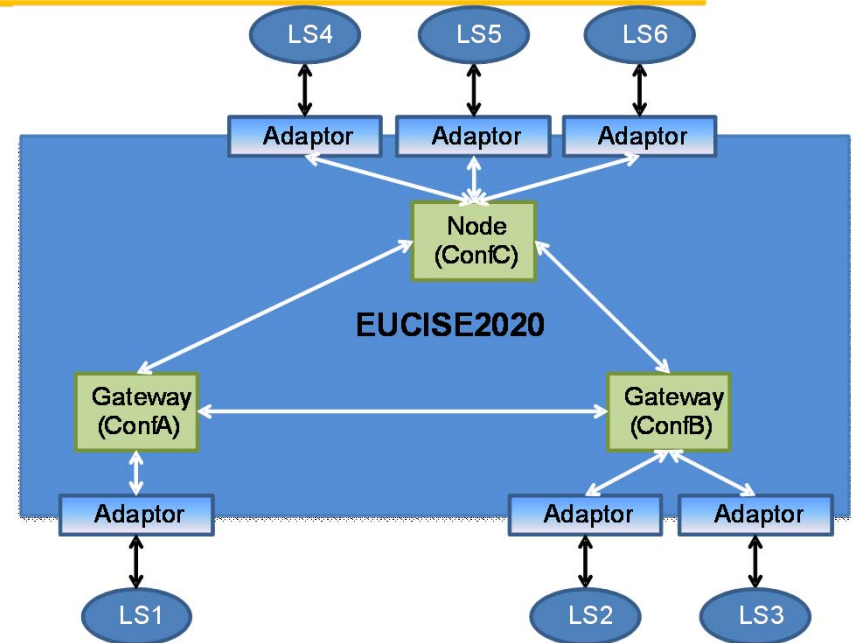 LS4 LS5 LS6
Adaptor Adaptor Adaptor
Node
(ConfC)
EUCISE2020
Gateway Gateway
(ConfA) (ConfB)
Adaptor Adaptor Adaptor
LS1 LS2 LS3